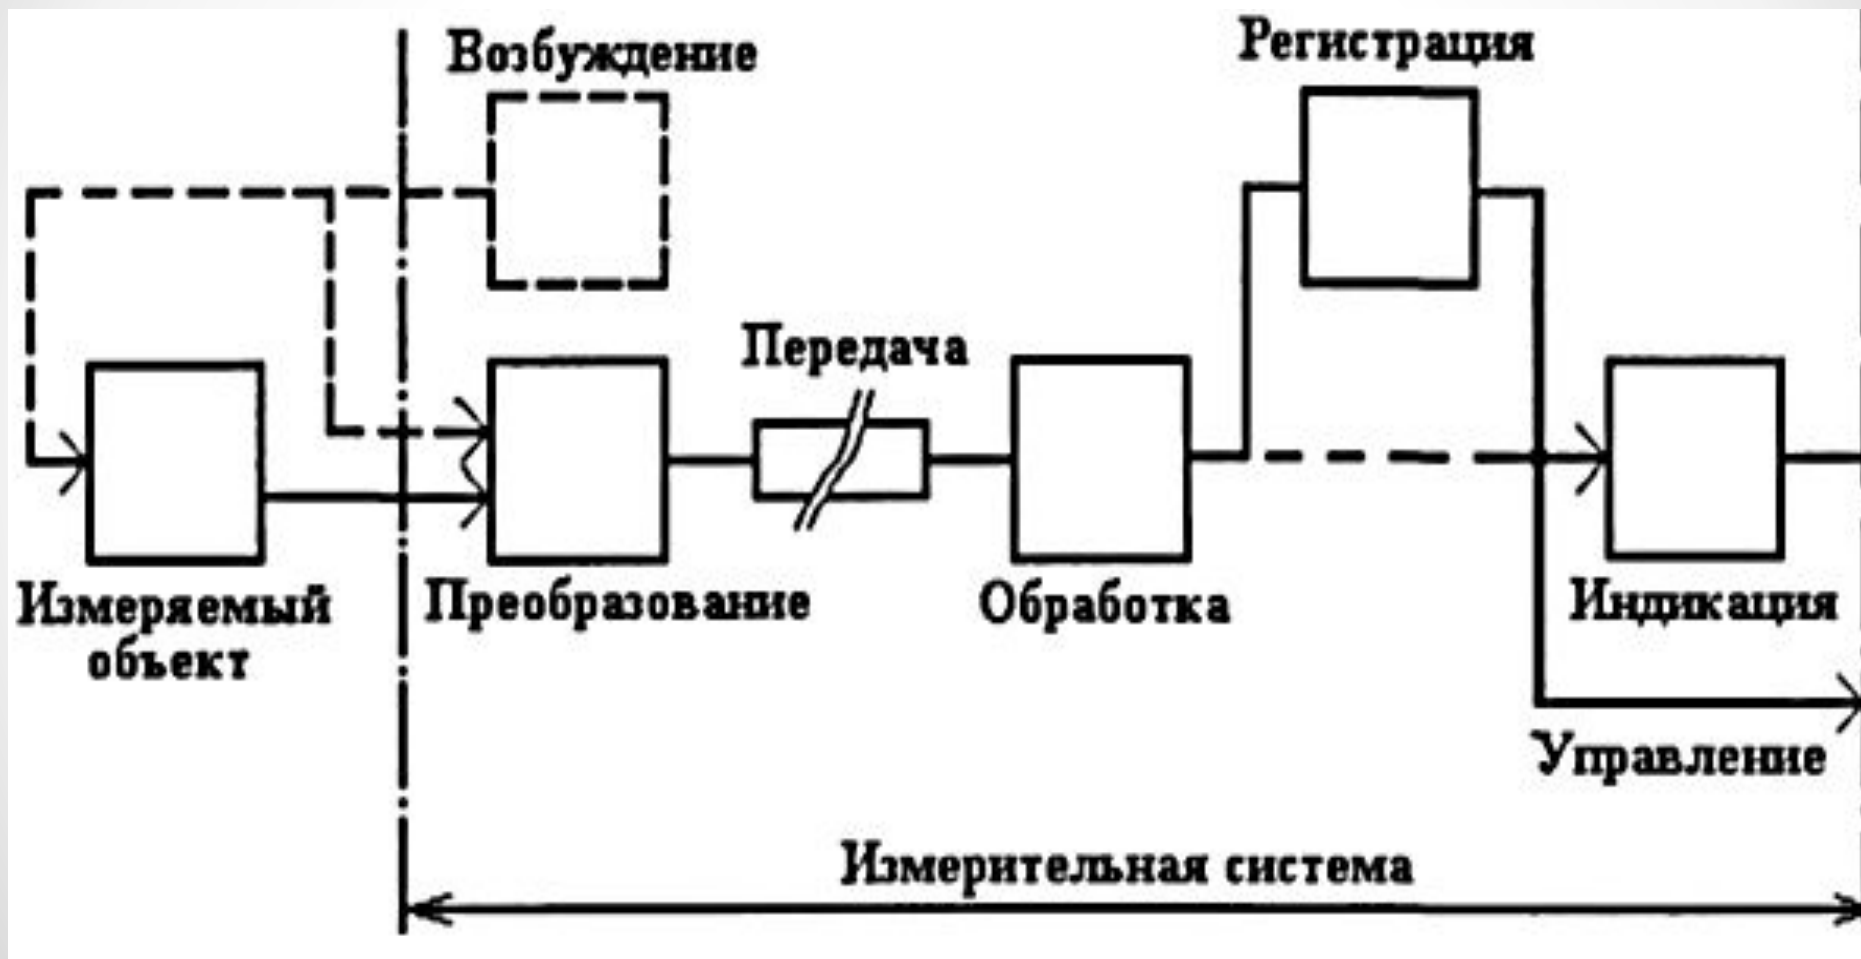 Возбуждение
Регистрация
Передача
Измеряемый
объект
Преобразование
Обработка
Индикация
Управление
Измерительная система